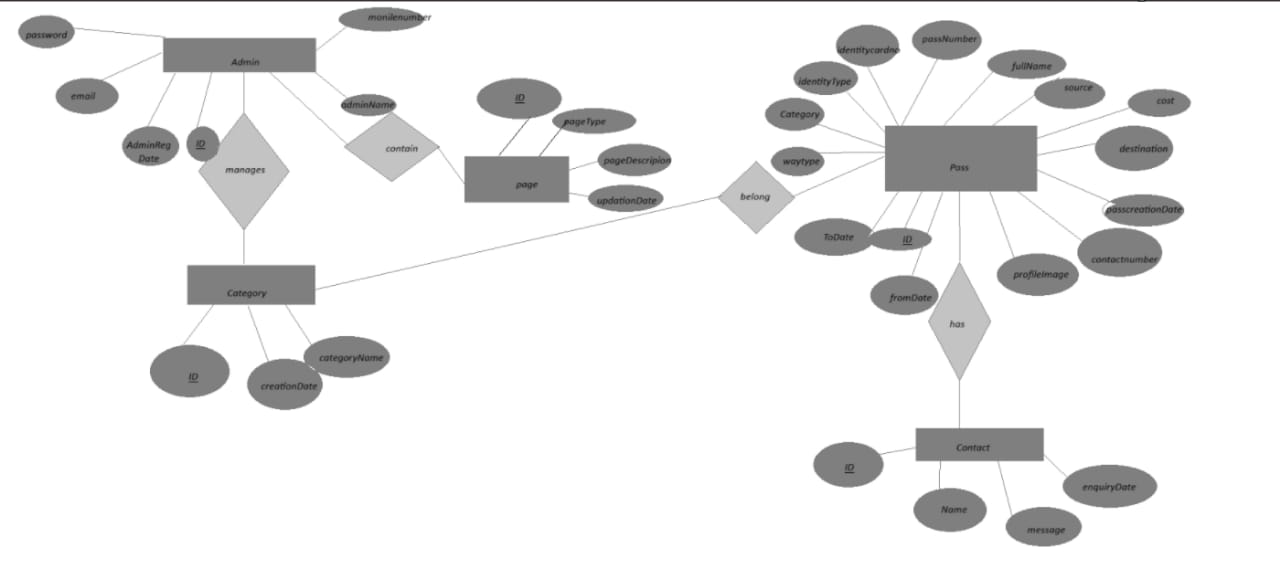 monilenumber
password
Admin
email
adminName
AdminReg
Date
ID
manages
contain
ID
pageType
pageDescripion
page
updationDate
identitycardno
passNumber
fullName
identityType
source
cost
Category
destination
waytype
Pass
belong
passcreationDate
ToDate
ID
contactnumber
profileImage
fromDate
has
Category
categoryName
ID
creationDate
Contact
ID
enquiryDate
Name
message